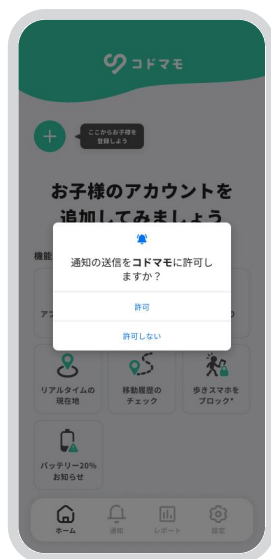 コドマモ
ここからお子様を
登録しよう
お子様のアカウントを
追加してみましょう
機能
通知の送信をコドマモに許可し
ますか？
許可
許可しない
リアルタイムの
現在地
移動履歴の
チェック
歩きスマホを
ブロック*
バッテリー20%
お知らせ
ホーム
通知
レポート
設定